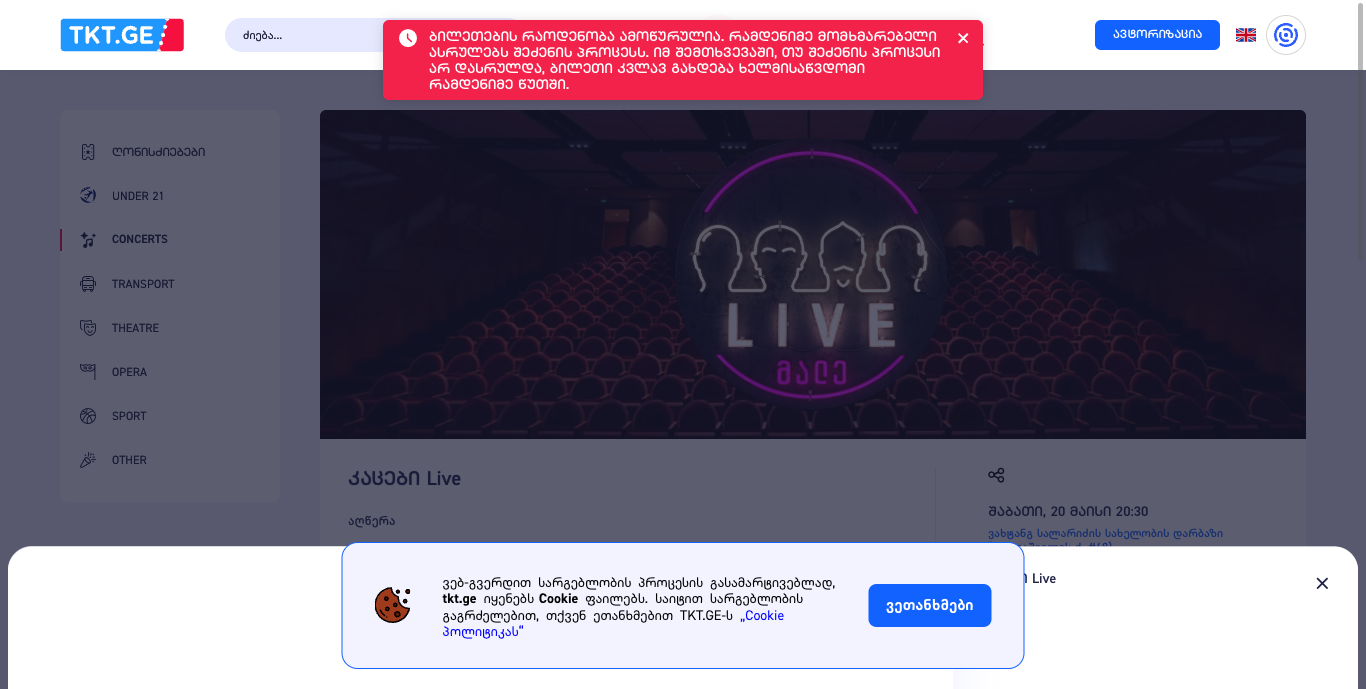 TKT.GE
ძიება...
ბილეთების რაოდენობა ამოწურულია. რამდენიმე მომხმარებელი
ასრულებს შეძენის პროცესს. იმ შემთხვევაში, თუ შეძენის პროცესი
არ დასრულდა, ბილეთი კვლავ გახდება ხელმისაწვდომი
რამდენიმე წუთში.
ავტორიზაცია
ღონისძიებები
UNDER 21
CONCERTS
TRANSPORT
THEATRE
OPERA
SPORT
OTHER
LIVE
მალე
კაცები Live
აღწერა
შაბათი, 20 მაისი 20:30
ვახტანგ სალარიძის სახელობის დარბაზი
Live
ვებ-გვერდით სარგებლობის პროცესის გასამარტივებლად,
tkt.ge იყენებს Cookie ფაილებს. საიტით სარგებლობის
გაგრძელებით, თქვენ ეთანხმებით TKT.GE-ს „Cookie
პოლიტიკას“
ვეთანხმები